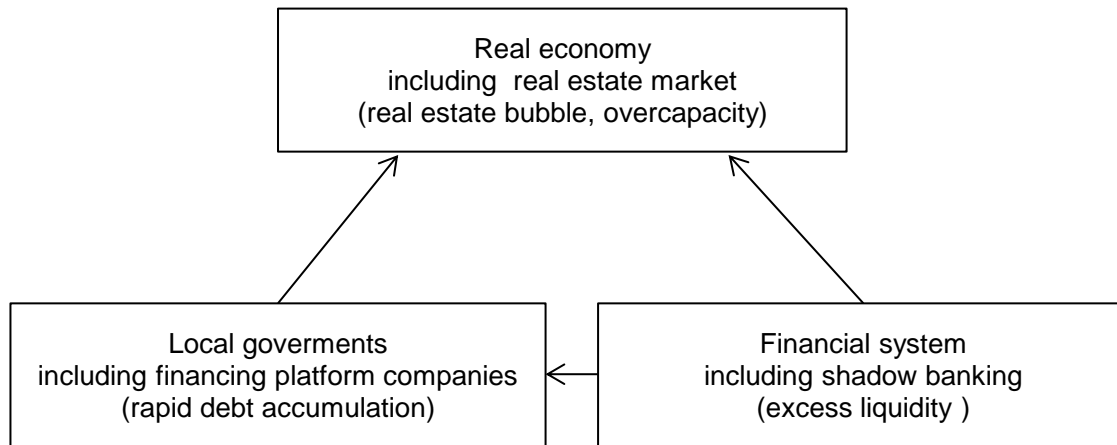 Real economy
including  real estate market
(real estate bubble, overcapacity)
Local goverments
including financing platform companies
(rapid debt accumulation)
Financial system
including shadow banking
(excess liquidity )